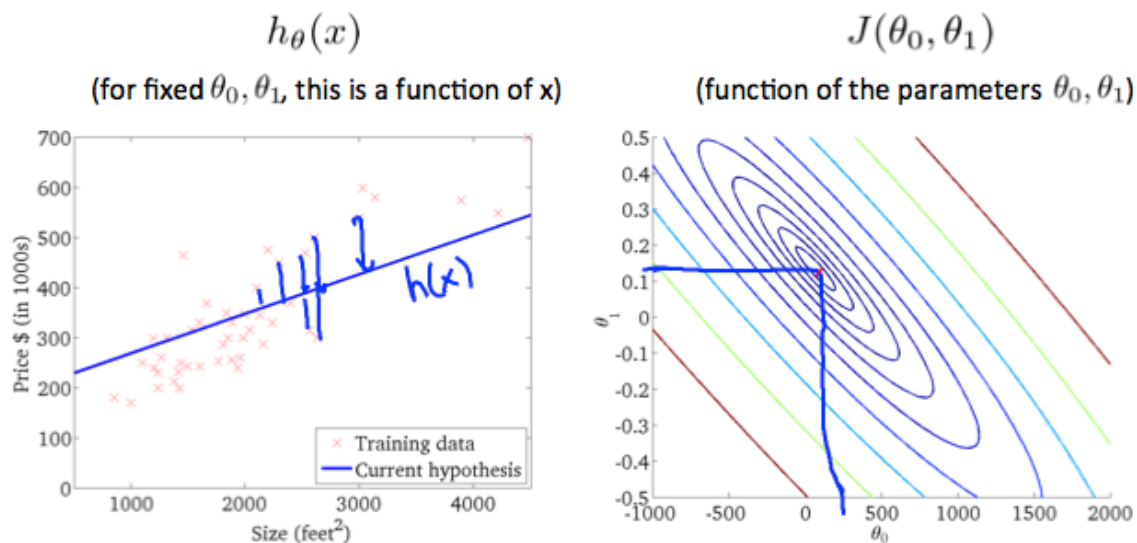 hθ(x)
(for fixed θ0, θ1, this is a function of x)
700
600
500
400
300
200
100
0
Price $ (in 1000s)
h(x)
Training data
Current hypothesis
1000
2000
3000
4000
Size (feet²)
J(θ0, θ1)
(function of the parameters θ0, θ1)
0.5
0.4
0.3
0.2
0.1
0
-0.1
-0.2
-0.3
-0.4
-0.5
θ1
-1000
-500
0
500
1000
1500
2000
θ0